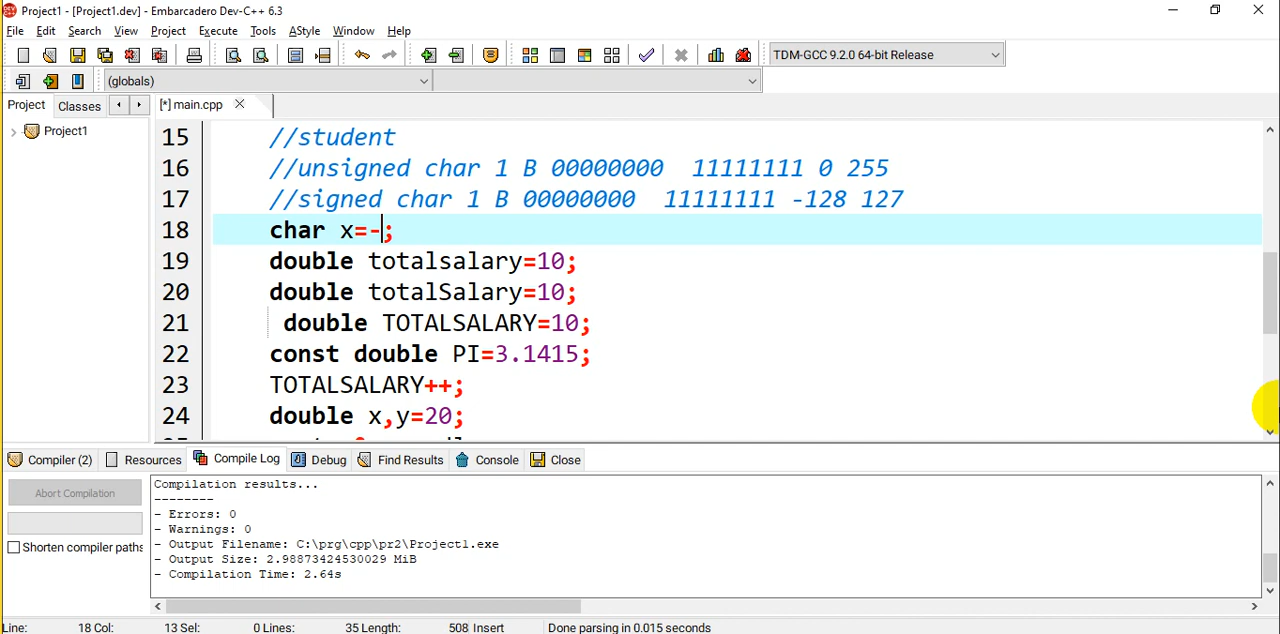 Project1 - [Project1.dev] - Embarcadero Dev-C++ 6.3
File Edit Search View Project Execute Tools AStyle Window Help
TDM-GCC 9.2.0 64-bit Release
(globals)
Project Classes [*] main.cpp
Project1
15 //student
16 //unsigned char 1 B 00000000  11111111 0 255
17 //signed char 1 B 00000000  11111111 -128 127
18 char x=-;
19 double totalsalary=10;
20 double totalSalary=10;
21 double TOTALSALARY=10;
22 const double PI=3.1415;
23 TOTALSALARY++;
24 double x,y=20;
Compiler (2) Resources Compile Log Debug Find Results Console Close
Abort Compilation
Shorten compiler paths
Compilation results...
--------
- Errors: 0
- Warnings: 0
- Output Filename: C:\prg\cpp\pr2\Project1.exe
- Output Size: 2.98873424530029 MiB
- Compilation Time: 2.64s
Line: 18 Col: 13 Sel: 0 Lines: 35 Length: 508 Insert Done parsing in 0.015 seconds